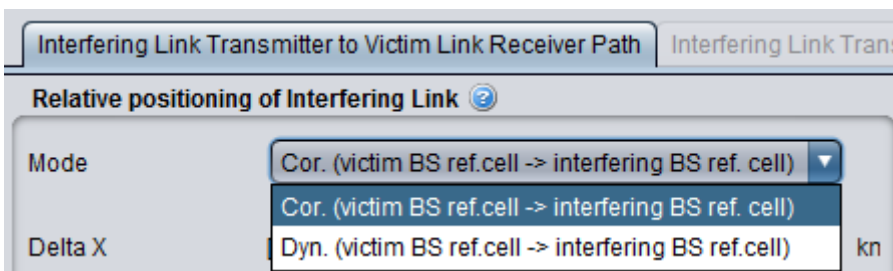 Interfering Link Transmitter to Victim Link Receiver Path Interfering Link
Relative positioning of Interfering Link
Mode Cor. (victim BS ref.cell -> interfering BS ref. cell)
Cor. (victim BS ref.cell -> interfering BS ref. cell)
Delta X Dyn. (victim BS ref.cell -> interfering BS ref.cell)